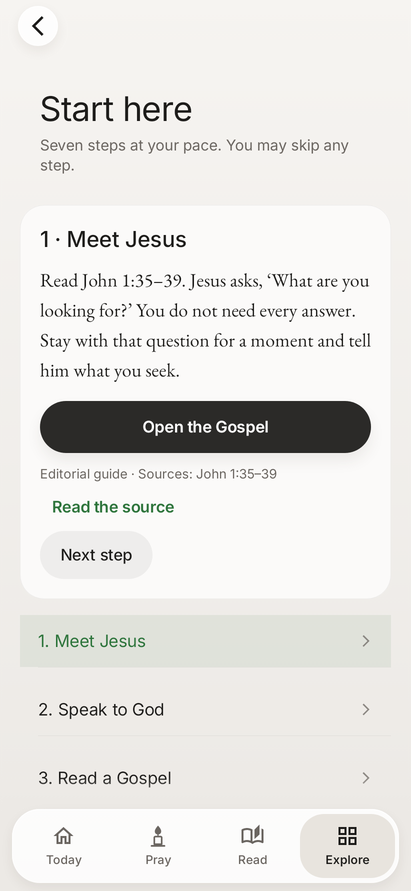 Start here
Seven steps at your pace. You may skip any
step.
1 · Meet Jesus
Read John 1:35–39. Jesus asks, ‘What are you
looking for?’ You do not need every answer.
Stay with that question for a moment and tell
him what you seek.
Open the Gospel
Editorial guide · Sources: John 1:35–39
Read the source
Next step
1. Meet Jesus
2. Speak to God
3. Read a Gospel
Today Pray Read Explore